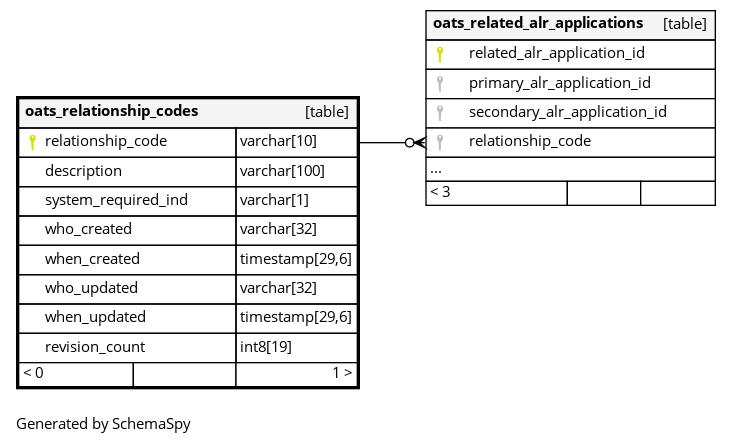 oats_related_alr_applications [table]
related_alr_application_id
primary_alr_application_id
secondary_alr_application_id
relationship_code
...
< 3
oats_relationship_codes [table]
relationship_code varchar[10]
description varchar[100]
system_required_ind varchar[1]
who_created varchar[32]
when_created timestamp[29,6]
who_updated varchar[32]
when_updated timestamp[29,6]
revision_count int8[19]
< 0 1 >
Generated by SchemaSpy